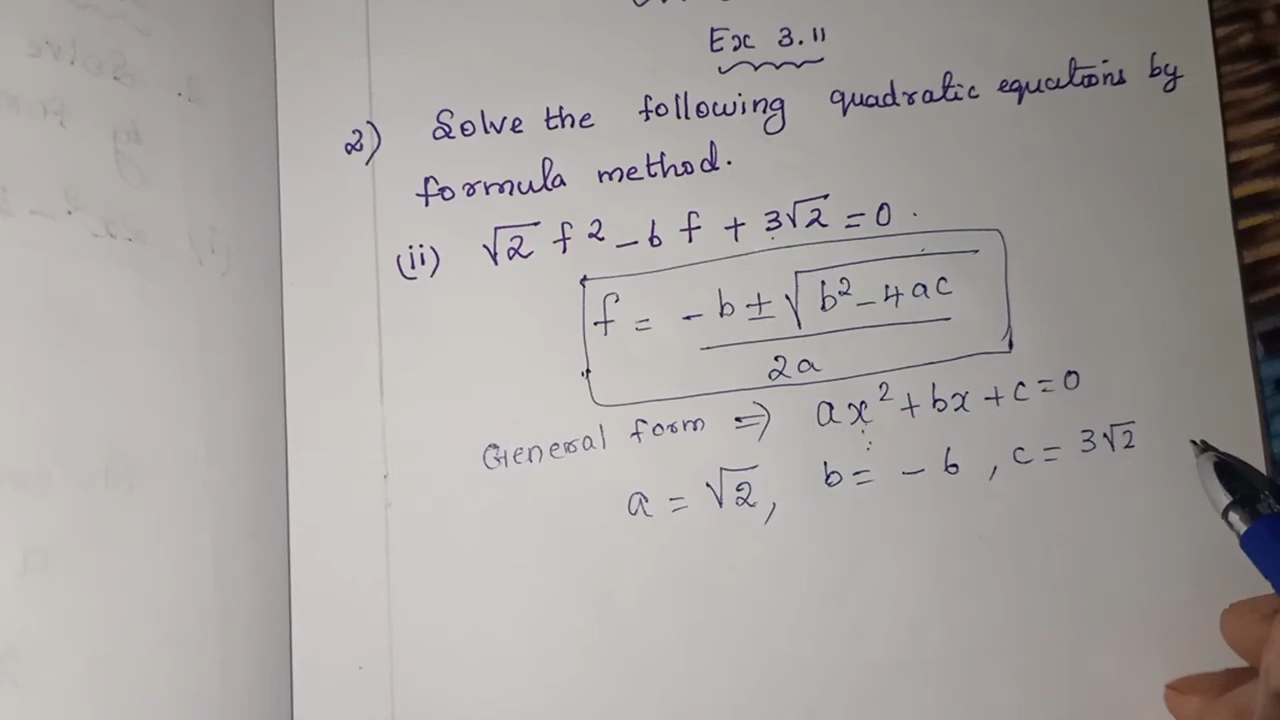 Ex 3.11
2) Solve the following quadratic equations by
formula method.
(ii) √2 f² - 6 f + 3√2 = 0.
f = -b ± √b² - 4ac / 2a
General form ⇒ ax² + bx + c = 0
a = √2, b = - 6, c = 3√2